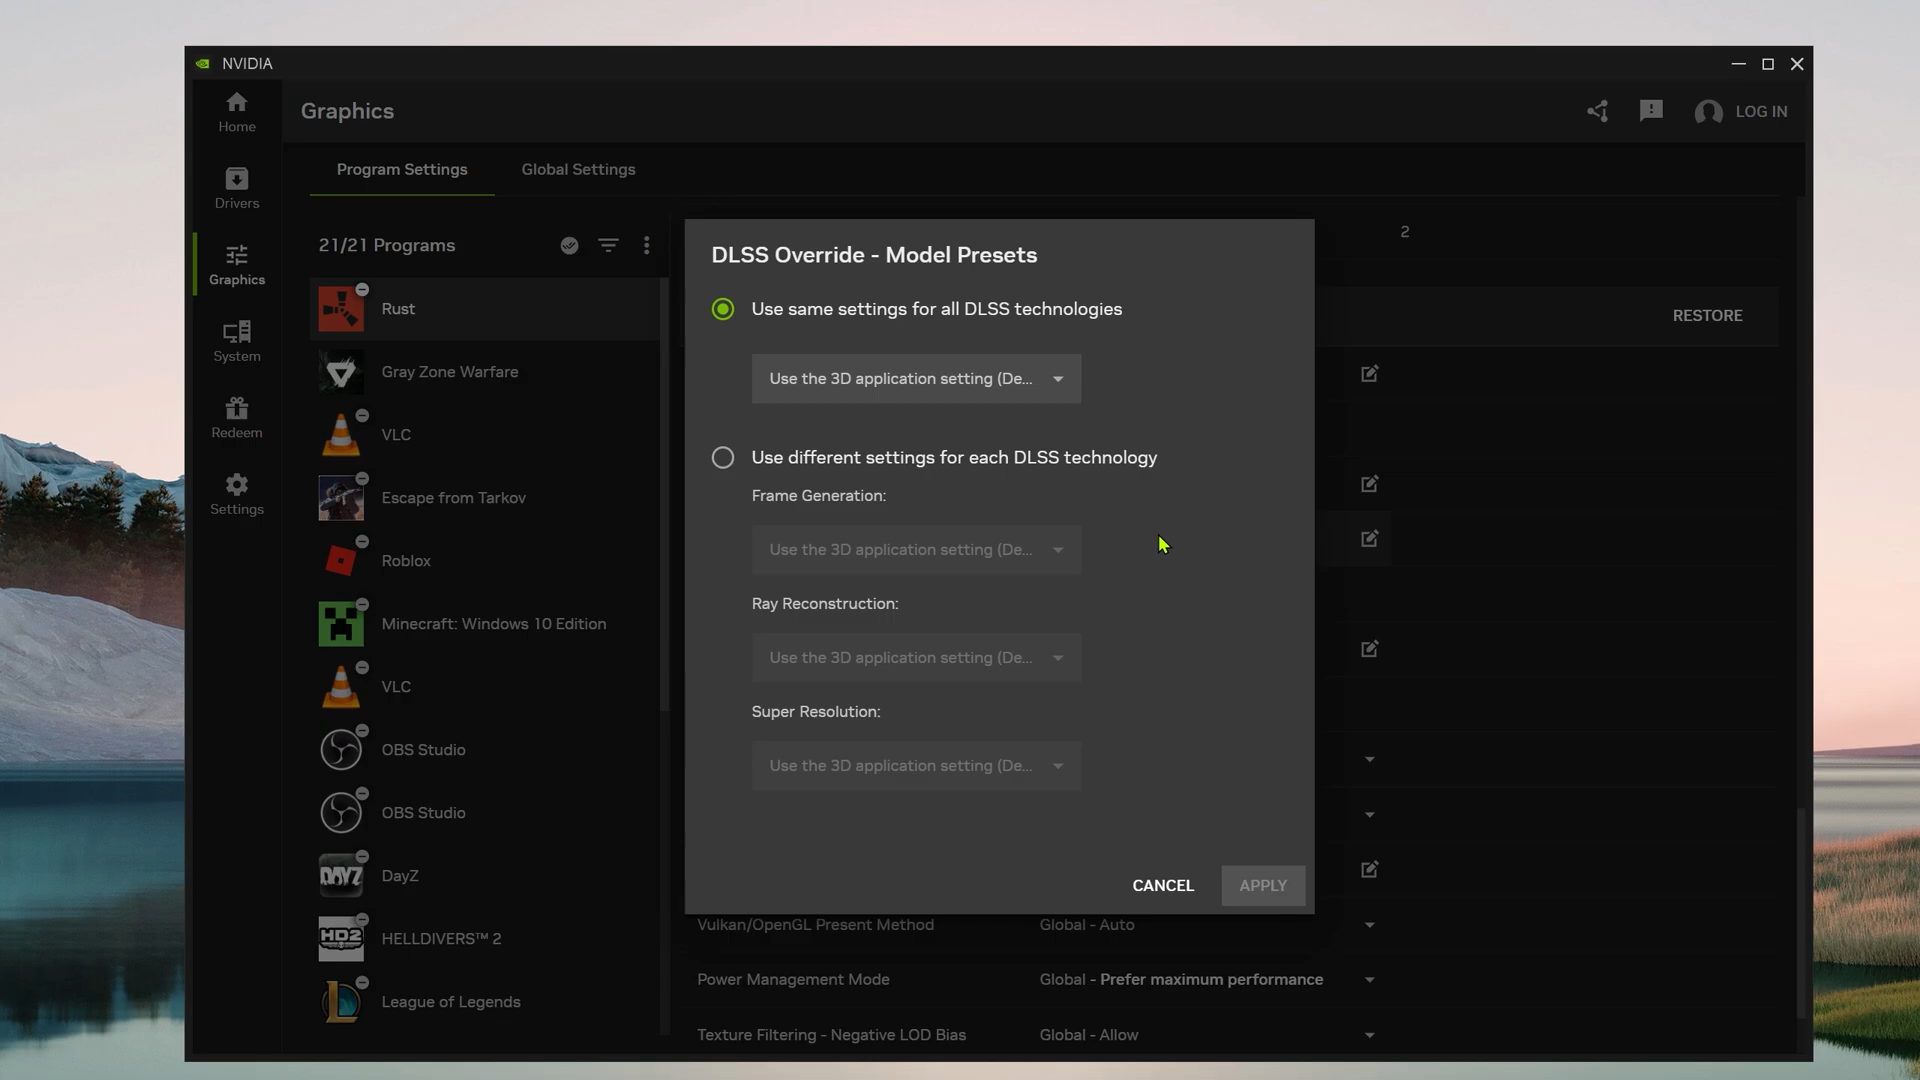 NVIDIA
Home
Drivers
Graphics
System
Redeem
Settings
Graphics
LOG IN
Program Settings
Global Settings
21/21 Programs
Rust
Gray Zone Warfare
VLC
Escape from Tarkov
Roblox
Minecraft: Windows 10 Edition
VLC
OBS Studio
OBS Studio
DAYZ
DayZ
HD2
HELLDIVERS™ 2
League of Legends
2
RESTORE
DLSS Override - Model Presets
Use same settings for all DLSS technologies
Use the 3D application setting (De...
Use different settings for each DLSS technology
Frame Generation:
Use the 3D application setting (De...
Ray Reconstruction:
Use the 3D application setting (De...
Super Resolution:
Use the 3D application setting (De...
CANCEL
APPLY
Vulkan/OpenGL Present Method
Global - Auto
Power Management Mode
Global - Prefer maximum performance
Texture Filtering - Negative LOD Bias
Global - Allow